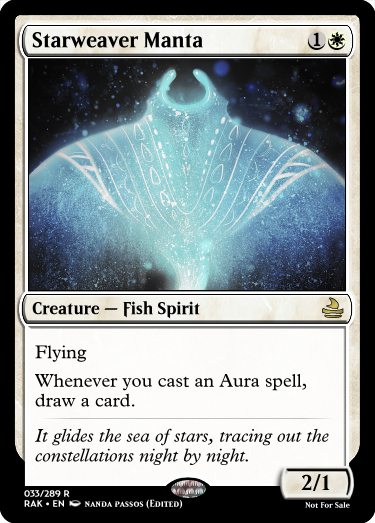 Starweaver Manta 1
Creature — Fish Spirit
Flying
Whenever you cast an Aura spell,
draw a card.
It glides the sea of stars, tracing out the
constellations night by night.
2/1
033/289 R
RAK • EN NANDA PASSOS (Edited)
Not For Sale